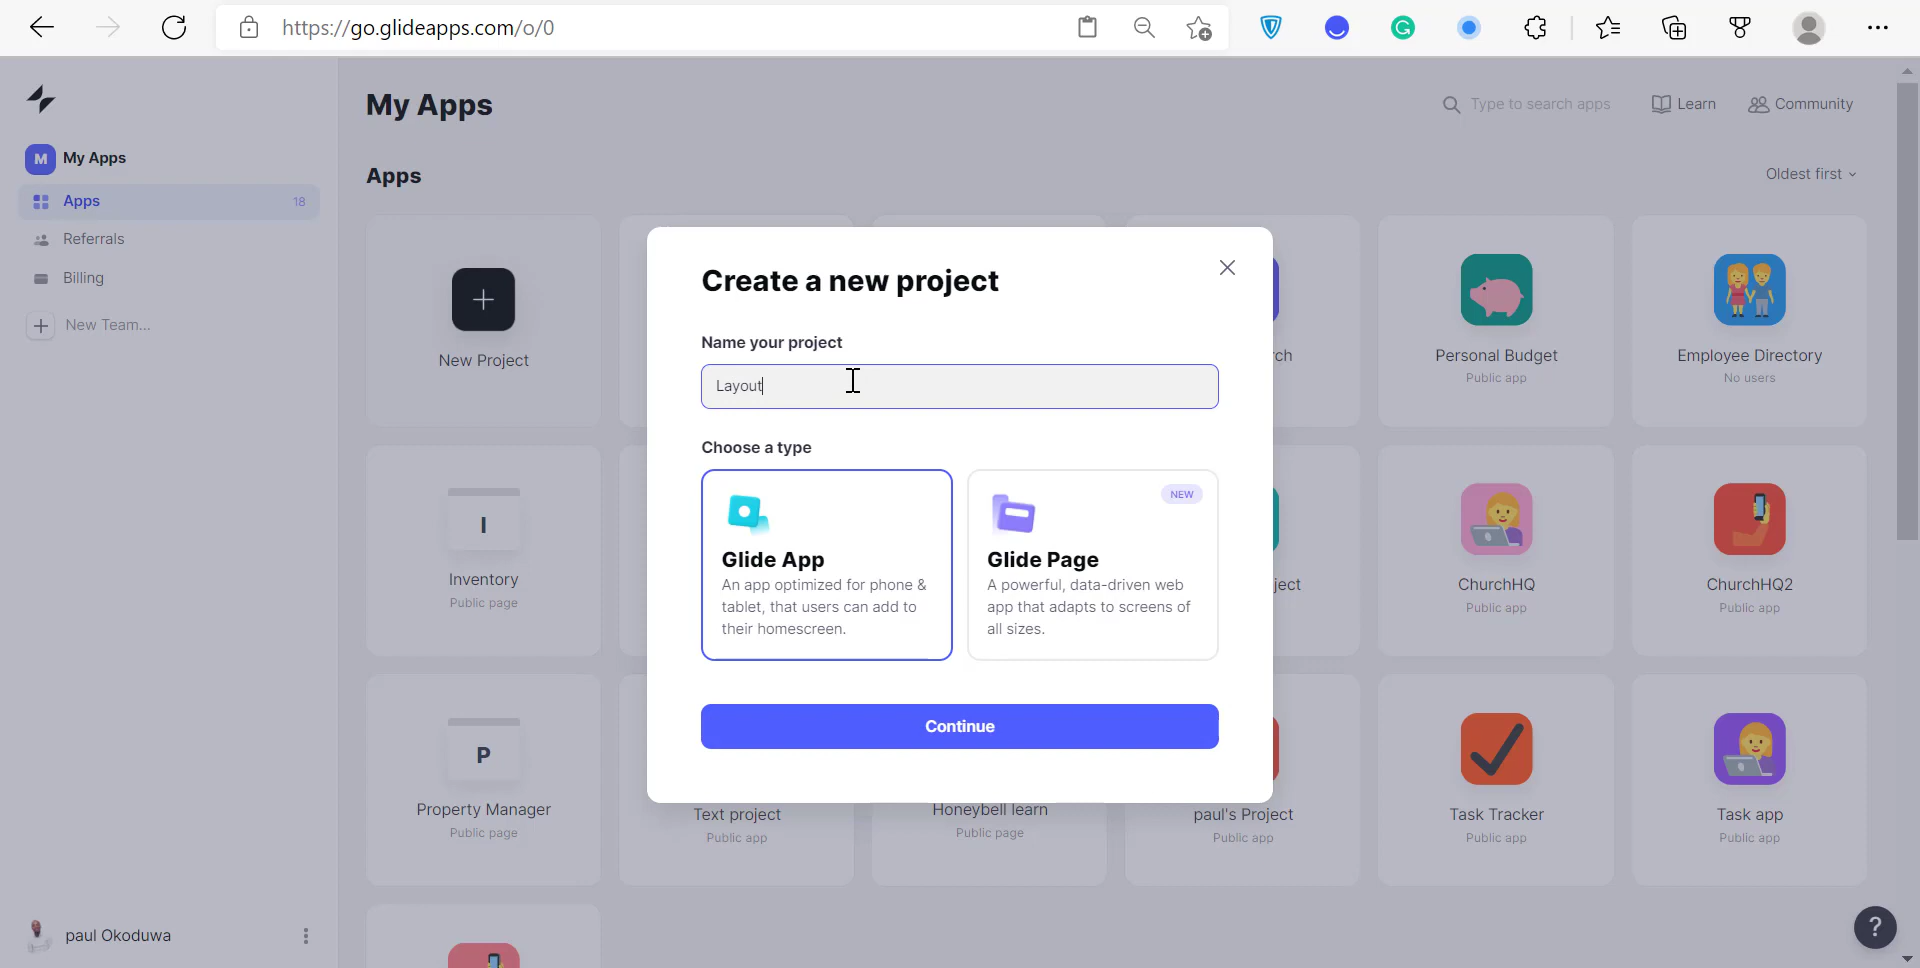 https://go.glideapps.com/o/0
My Apps
Type to search apps
Learn
Community
M My Apps
Apps 18
Referrals
Billing
New Team...
Apps
Oldest first
New Project
rch
Personal Budget
Public app
Employee Directory
No users
Create a new project
Name your project
Layout
Choose a type
Glide App
An app optimized for phone &
tablet, that users can add to
their homescreen.
NEW
Glide Page
A powerful, data-driven web
app that adapts to screens of
all sizes.
Continue
I
Inventory
Public page
ject
ChurchHQ
Public app
ChurchHQ2
Public app
P
Property Manager
Public page
Text project
Public app
Honeybell learn
Public page
paul's Project
Public app
Task Tracker
Public app
Task app
Public app
paul Okoduwa
?